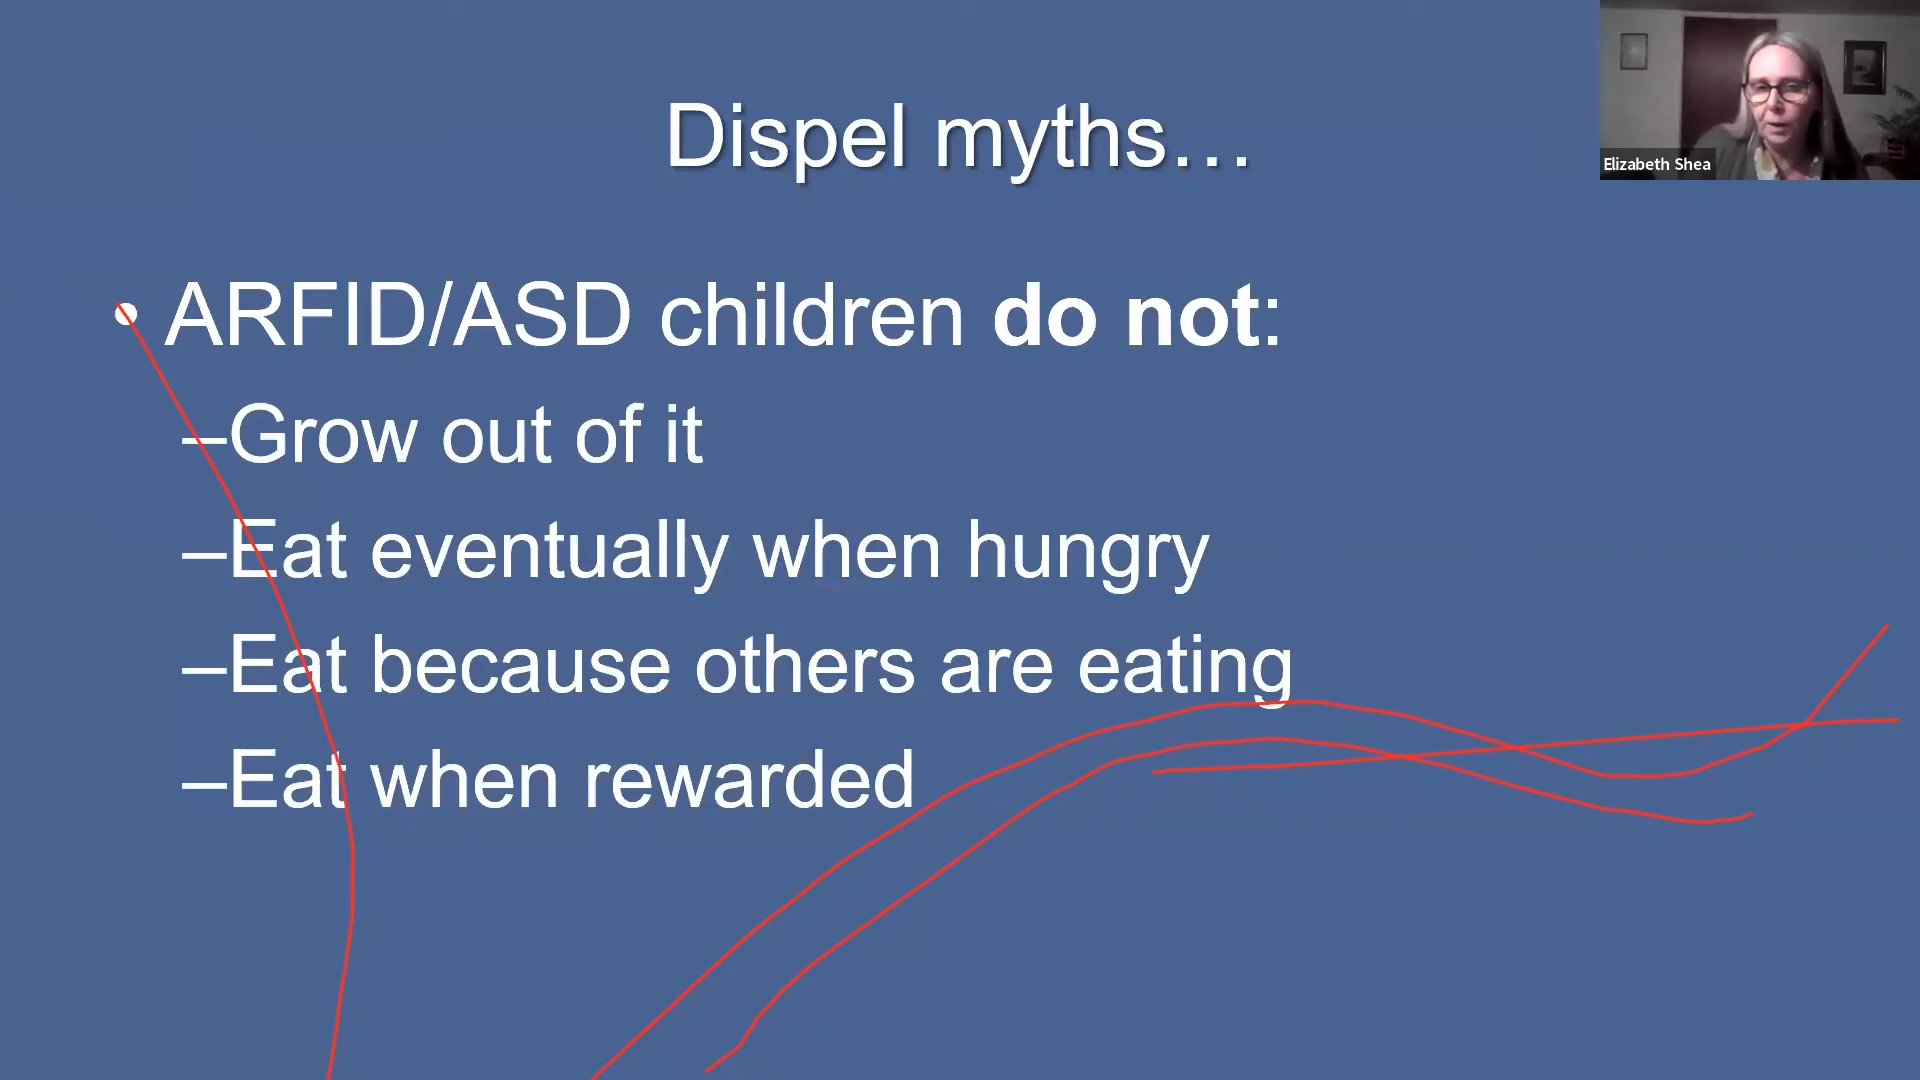 Dispel myths…
Elizabeth Shea
• ARFID/ASD children do not:
–Grow out of it
–Eat eventually when hungry
–Eat because others are eating
–Eat when rewarded